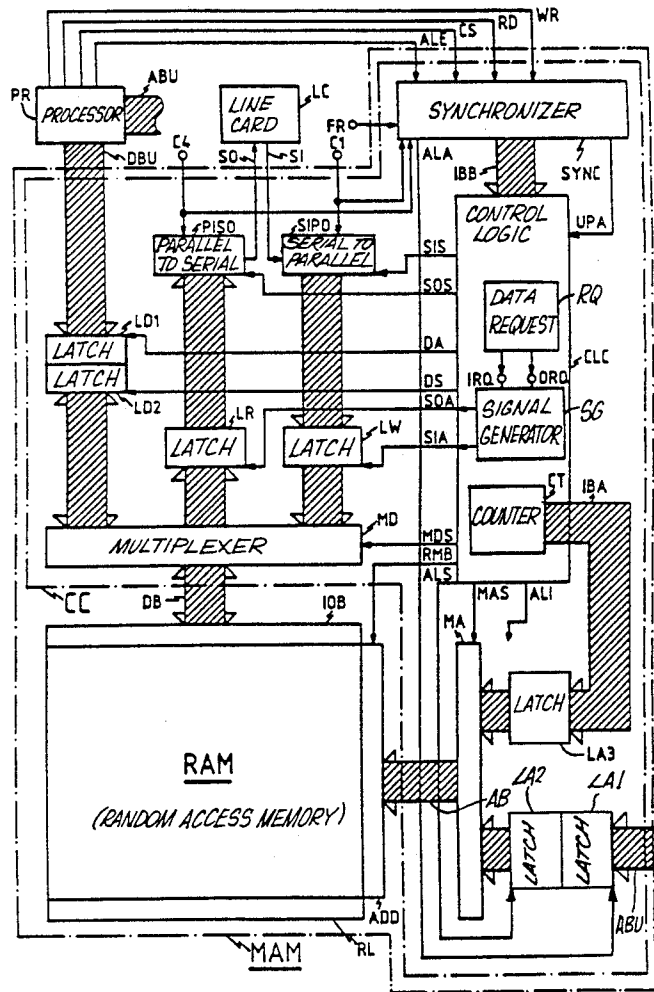 WR
RD
CS
ALE
ABU
PR
PROCESSOR
LINE CARD
LC
FR
SYNCHRONIZER
C4
SO
SI
C1
DBU
ALA
IBB
SYNC
PISO
SIPO
CONTROL LOGIC
UPA
PARALLEL TO SERIAL
SERIAL TO PARALLEL
SIS
SOS
DATA REQUEST
RQ
LD1
LATCH
LATCH
LD2
DA
DS
CLC
IRQ
ORQ
LR
LW
SOA
SIA
SIGNAL GENERATOR
SG
LATCH
LATCH
CT
IBA
COUNTER
MD
MULTIPLEXER
MDS
RMB
ALS
CC
DB
IOB
MA
MAS
ALI
LATCH
LA3
RAM
(RANDOM ACCESS MEMORY)
AB
LA2
LA1
LATCH
LATCH
ABU
ADD
RL
MAM